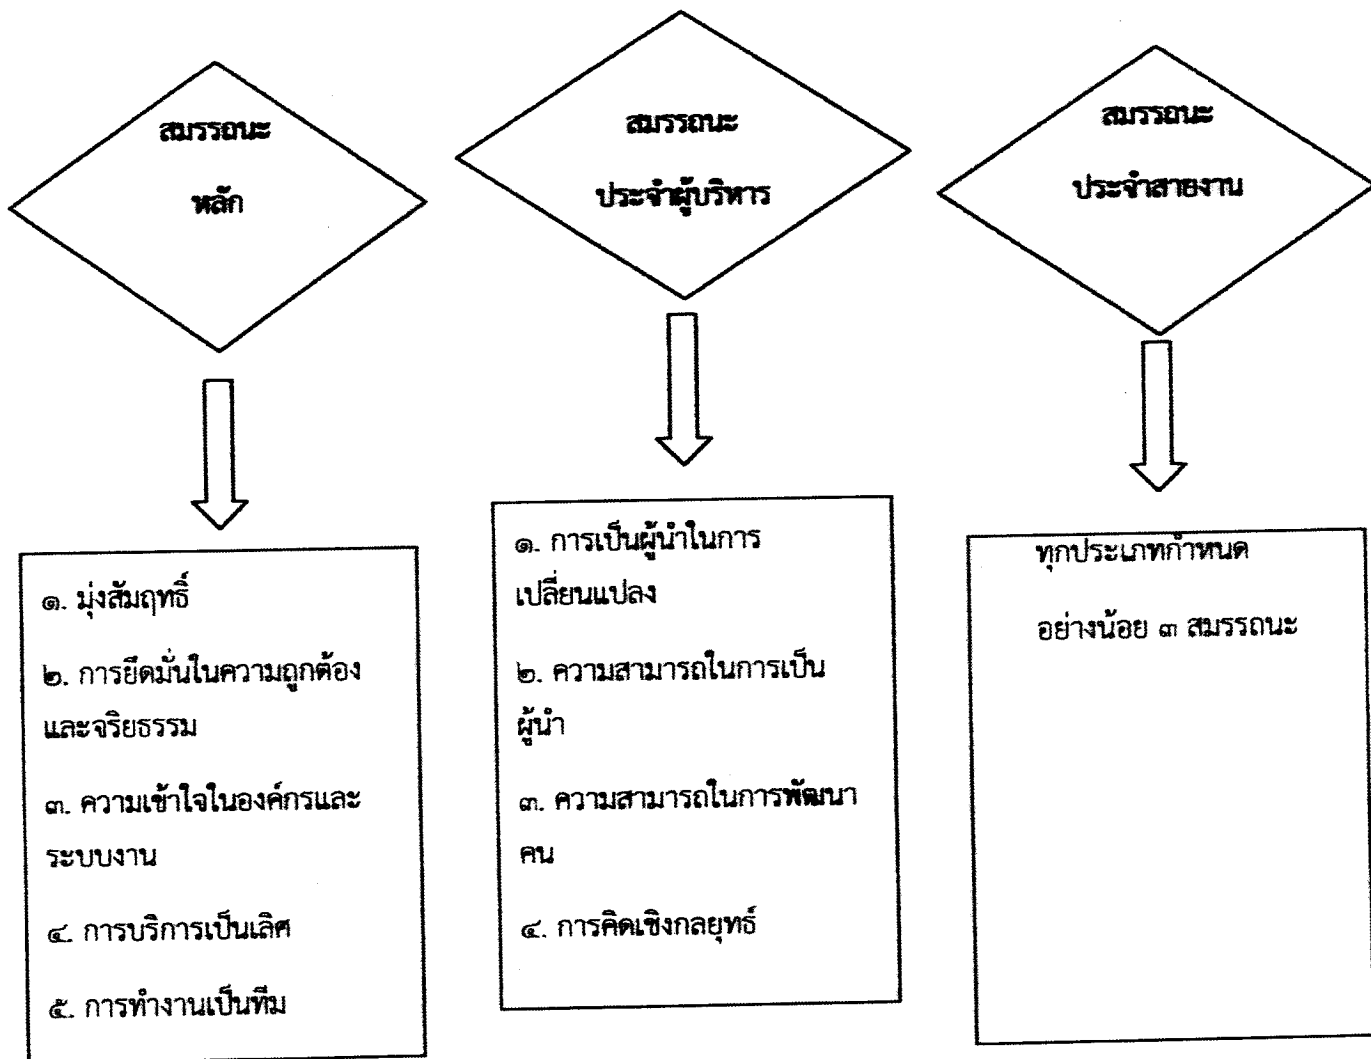 สมรรถนะ
หลัก
สมรรถนะ
ประจำผู้บริหาร
สมรรถนะ
ประจำสายงาน
๑. มุ่งสัมฤทธิ์
๒. การยึดมั่นในความถูกต้อง
และจริยธรรม
๓. ความเข้าใจในองค์กรและ
ระบบงาน
๔. การบริการเป็นเลิศ
๕. การทำงานเป็นทีม
๑. การเป็นผู้นำในการ
เปลี่ยนแปลง
๒. ความสามารถในการเป็น
ผู้นำ
๓. ความสามารถในการพัฒนา
คน
๔. การคิดเชิงกลยุทธ์
ทุกประเภทกำหนด
อย่างน้อย ๓ สมรรถนะ